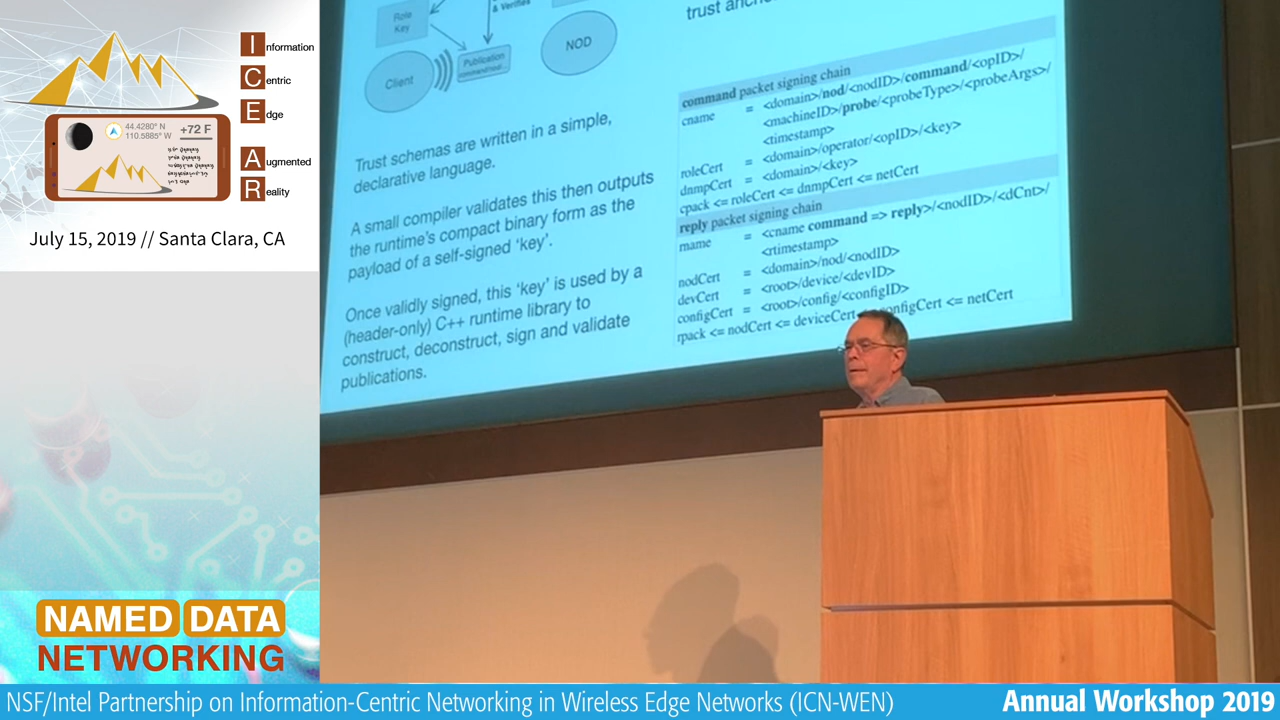 Information
Centric
Edge
Augmented
Reality
44.4280° N
110.5885° W
+72 F
July 15, 2019 // Santa Clara, CA
NAMED DATA
NETWORKING
Role
Key
& Verifies
Client
Publication
NOD
Trust schemas are written in a simple,
declarative language.
A small compiler validates this then outputs
the runtime's compact binary form as the
payload of a self-signed 'key'.
Once validly signed, this 'key' is used by a
(header-only) C++ runtime library to
construct, deconstruct, sign and validate
publications.
trust
command packet signing chain
cname = <domain>/nod/<nodID>/command/<opID>/
<machineID>/probe/<probeType>/<probeArgs>/
<timestamp>
roleCert = <domain>/operator/<opID>/<key>
dnmpCert = <domain>/<key>
cpack <= roleCert <= dnmpCert <= netCert
reply packet signing chain
rname = <cname command => reply>/<nodID>/<dCnt>/
<rtimestamp>
nodCert = <domain>/nod/<nodID>
devCert = <root>/device/<devID>
configCert = <root>/config/<configID>
rpack <= nodCert <= deviceCert configCert <= netCert
NSF/Intel Partnership on Information-Centric Networking in Wireless Edge Networks (ICN-WEN)
Annual Workshop 2019